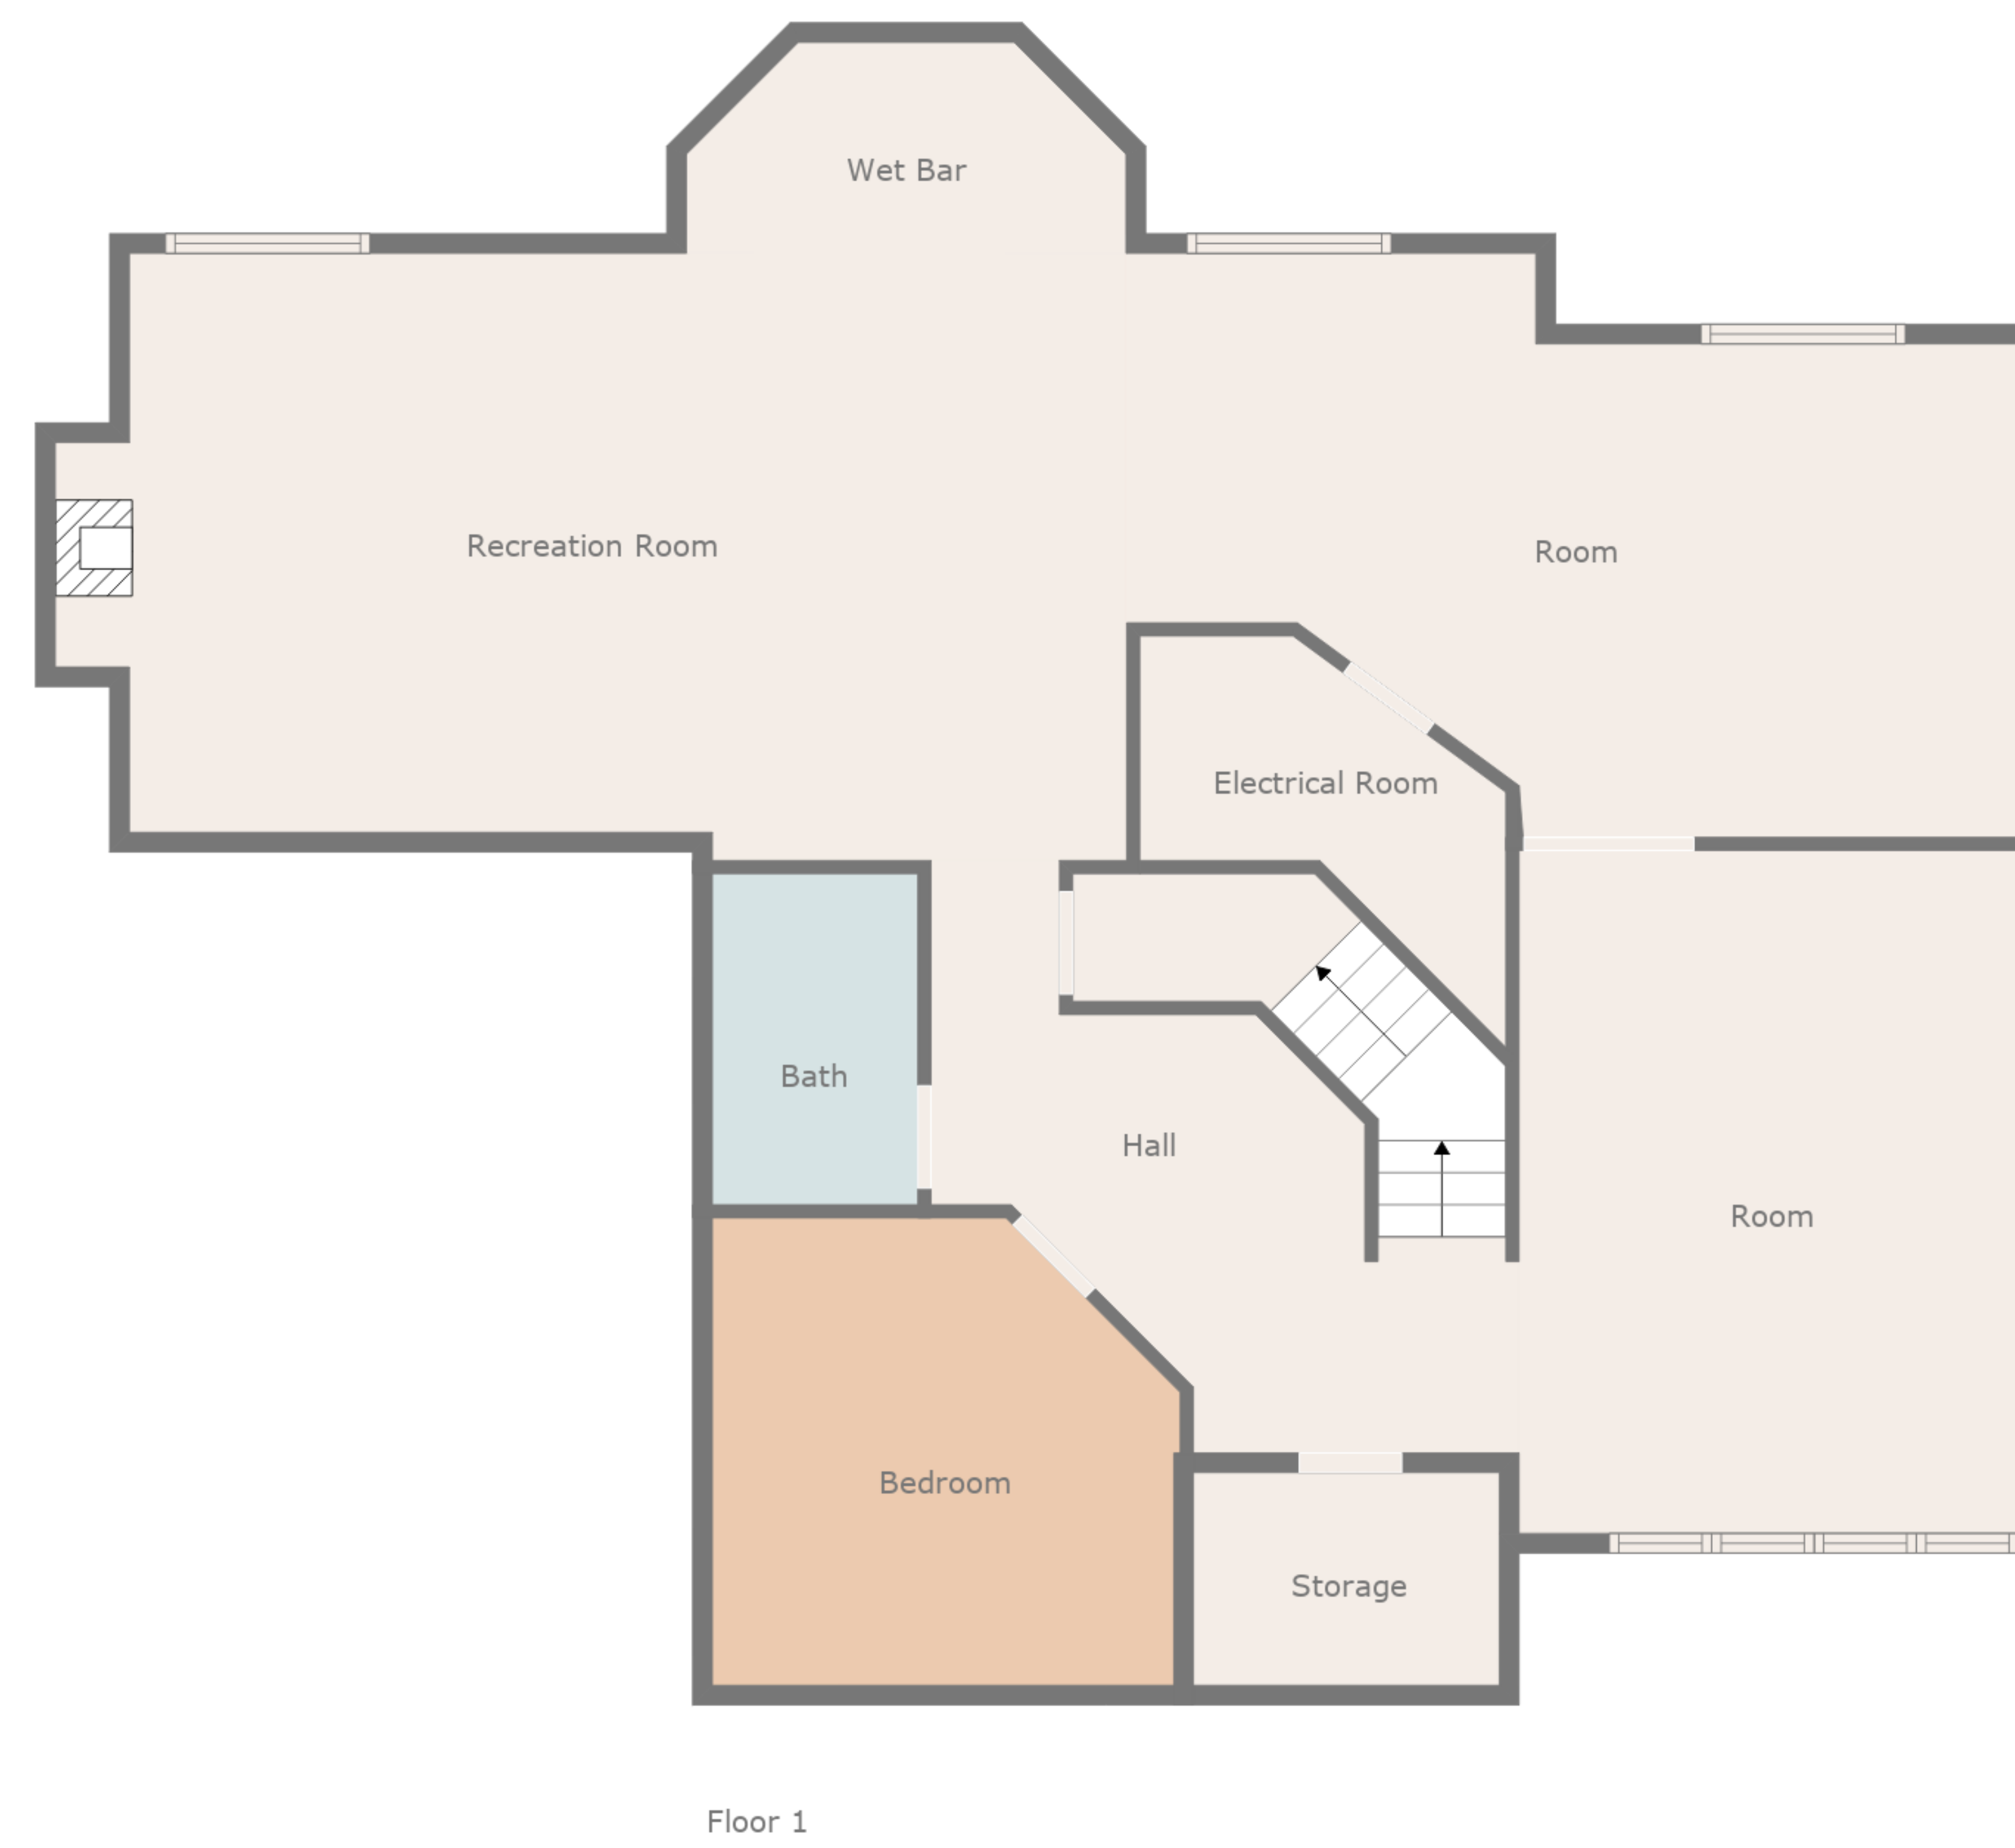 Wet Bar
Recreation Room
Room
Electrical Room
Bath
Hall
Room
Bedroom
Storage
Floor 1